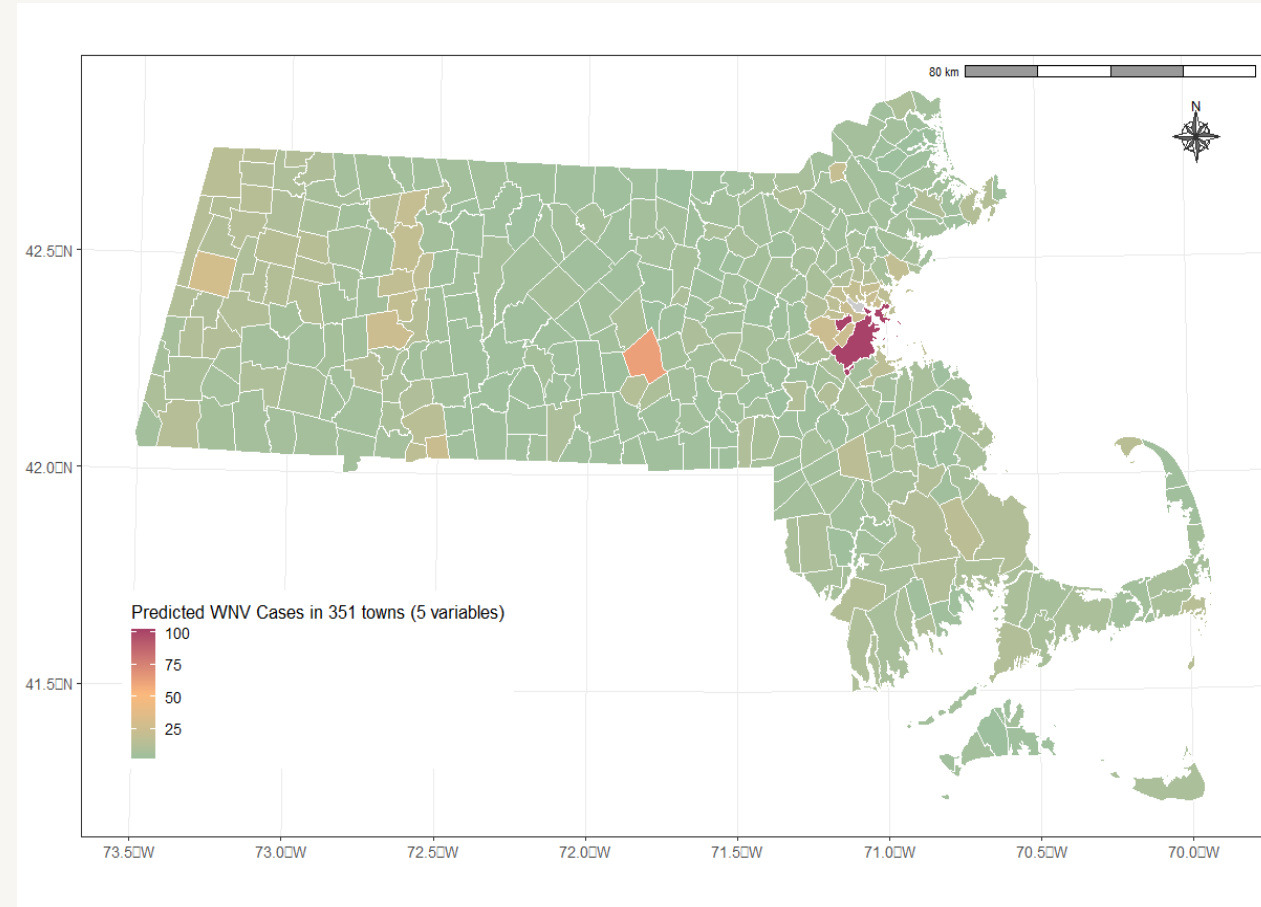 80 km
N
42.5□N
42.0□N
41.5□N
Predicted WNV Cases in 351 towns (5 variables)
100
75
50
25
73.5□W
73.0□W
72.5□W
72.0□W
71.5□W
71.0□W
70.5□W
70.0□W